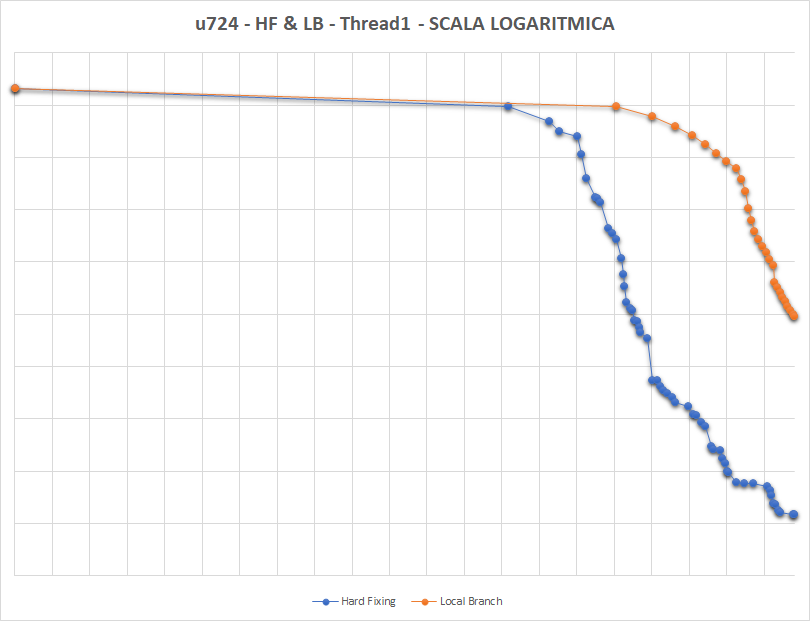 u724 - HF & LB - Thread1 - SCALA LOGARITMICA
Hard Fixing
Local Branch